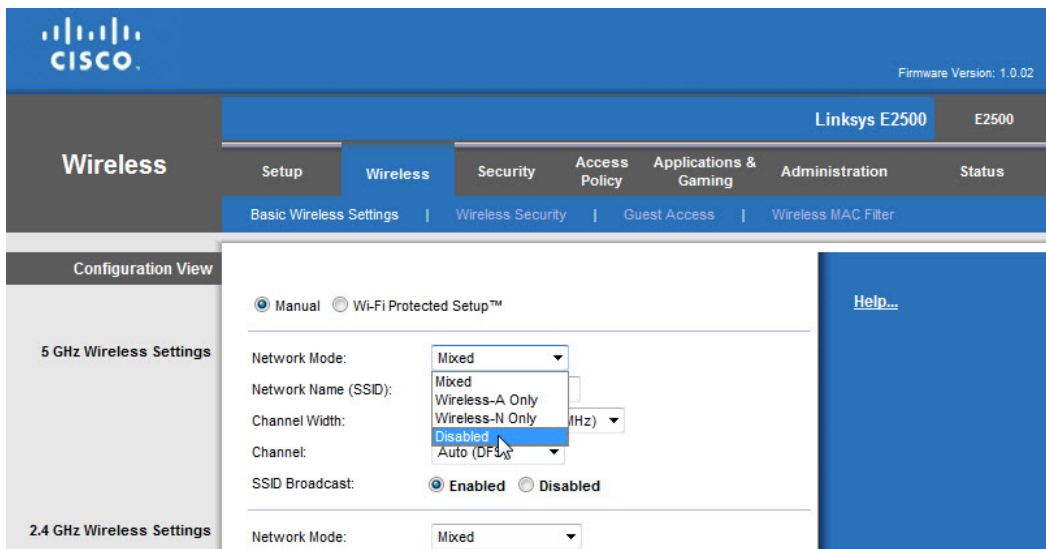 CISCO.
Firmware Version: 1.0.02
Linksys E2500 E2500
Wireless
Setup Wireless Security Access Policy Applications & Gaming Administration Status
Basic Wireless Settings | Wireless Security | Guest Access | Wireless MAC Filter
Configuration View
Manual Wi-Fi Protected Setup™
Help...
5 GHz Wireless Settings
Network Mode: Mixed
Mixed
Network Name (SSID):
Wireless-A Only
Wireless-N Only
Channel Width: MHz)
Disabled
Channel: Auto
SSID Broadcast: Enabled Disabled
2.4 GHz Wireless Settings
Network Mode: Mixed